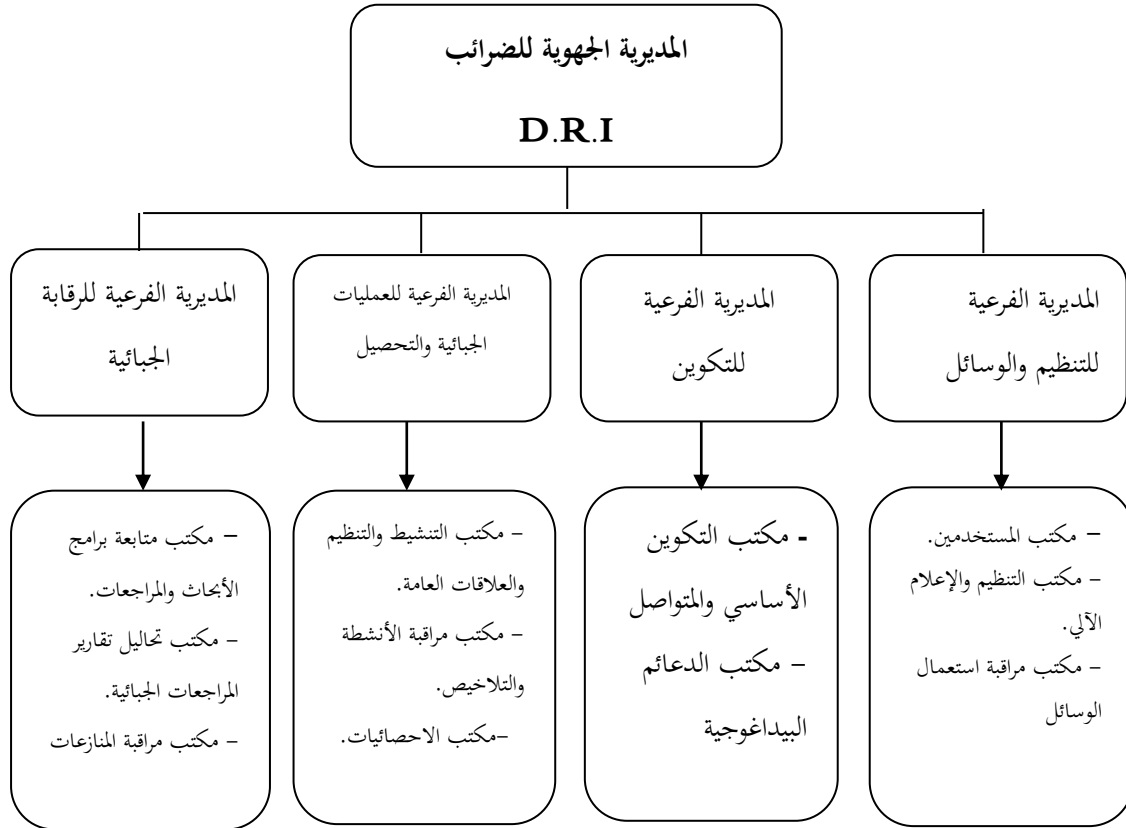 المديرية الجهوية للضرائب
D.R.I
المديرية الفرعية
للتنظيم والوسائل
المديرية الفرعية
للتكوين
المديرية الفرعية للعمليات
الجبائية والتحصيل
المديرية الفرعية للرقابة
الجبائية
– مكتب المستخدمين.
– مكتب التنظيم والإعلام
الآلي.
– مكتب مراقبة استعمال
الوسائل
- مكتب التكوين
الأساسي والمتواصل
– مكتب الدعائم
البيداغوجية
– مكتب التنشيط والتنظيم
والعلاقات العامة.
– مكتب مراقبة الأنشطة
والتلاخيص.
–مكتب الاحصائيات.
– مكتب متابعة برامج
الأبحاث والمراجعات.
– مكتب تحاليل تقارير
المراجعات الجبائية.
– مكتب مراقبة المنازعات